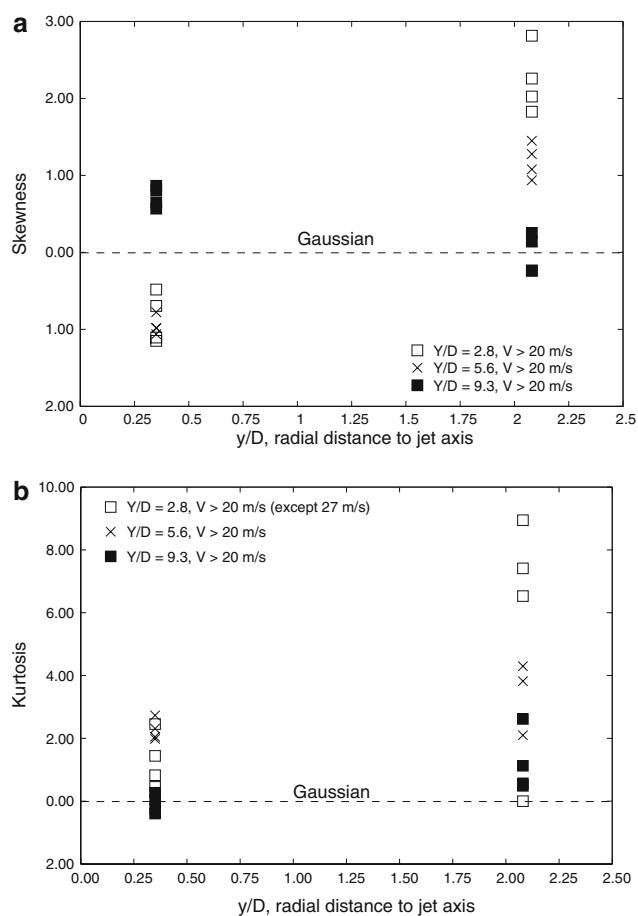 a
3.00
2.00
1.00
0.00
1.00
2.00
Skewness
Gaussian
Y/D = 2.8, V > 20 m/s
Y/D = 5.6, V > 20 m/s
Y/D = 9.3, V > 20 m/s
0 0.25 0.5 0.75 1 1.25 1.5 1.75 2 2.25 2.5
y/D, radial distance to jet axis
b
10.00
8.00
6.00
4.00
2.00
0.00
2.00
Kurtosis
Y/D = 2.8, V > 20 m/s (except 27 m/s)
Y/D = 5.6, V > 20 m/s
Y/D = 9.3, V > 20 m/s
Gaussian
0.00 0.25 0.50 0.75 1.00 1.25 1.50 1.75 2.00 2.25 2.50
y/D, radial distance to jet axis